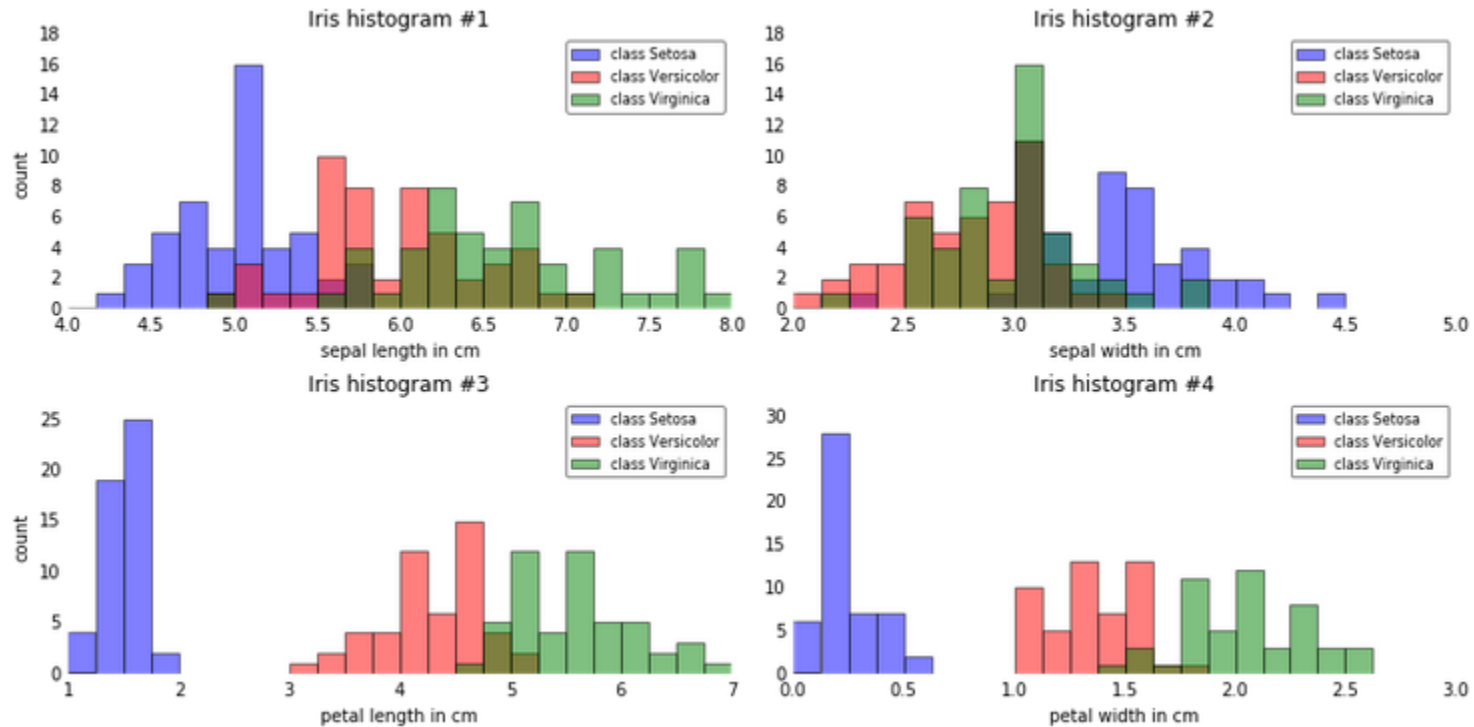 Iris histogram #1
18
16
14
12
10
8
6
4
2
0
count
4.0 4.5 5.0 5.5 6.0 6.5 7.0 7.5 8.0
sepal length in cm
class Setosa
class Versicolor
class Virginica
Iris histogram #2
18
16
14
12
10
8
6
4
2
0
2.0 2.5 3.0 3.5 4.0 4.5 5.0
sepal width in cm
class Setosa
class Versicolor
class Virginica
Iris histogram #3
25
20
15
10
5
0
count
1 2 3 4 5 6 7
petal length in cm
class Setosa
class Versicolor
class Virginica
Iris histogram #4
30
25
20
15
10
5
0
0.0 0.5 1.0 1.5 2.0 2.5 3.0
petal width in cm
class Setosa
class Versicolor
class Virginica